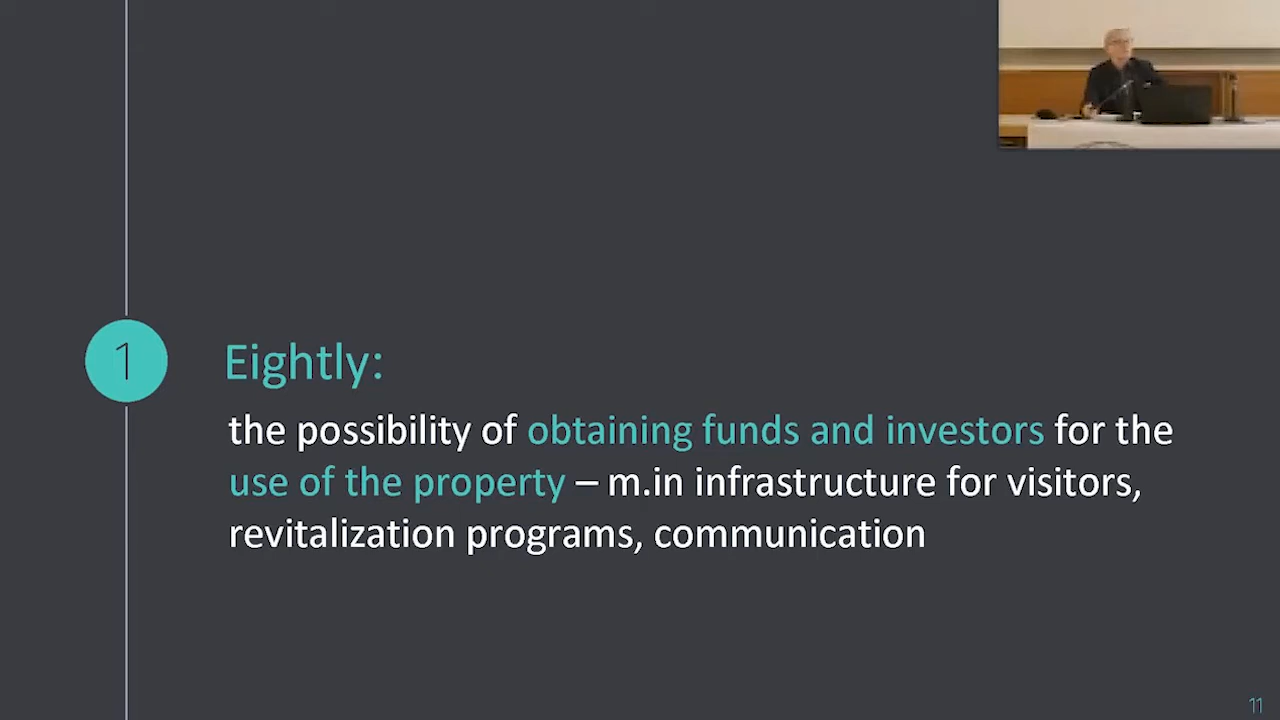 1
Eightly:
the possibility of obtaining funds and investors for the
use of the property – m.in infrastructure for visitors,
revitalization programs, communication
11